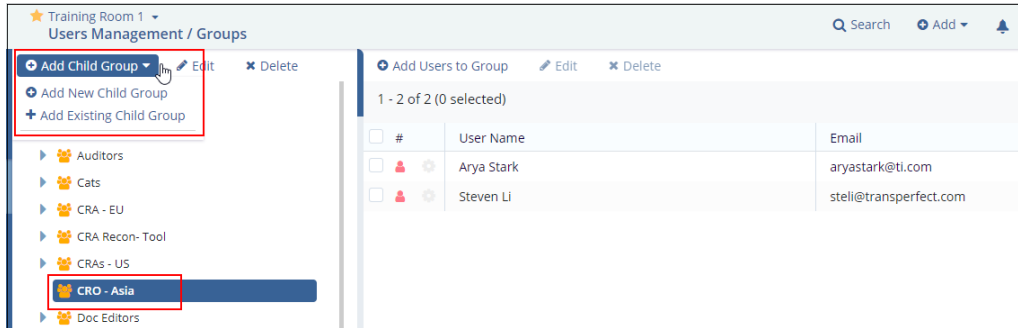 Training Room 1
Users Management / Groups
Search
Add
Add Child Group
Edit
Delete
Add New Child Group
Add Existing Child Group
Auditors
Cats
CRA - EU
CRA Recon- Tool
CRAs - US
CRO - Asia
Doc Editors
Add Users to Group
Edit
Delete
1 - 2 of 2 (0 selected)
# User Name Email
Arya Stark aryastark@ti.com
Steven Li steli@transperfect.com